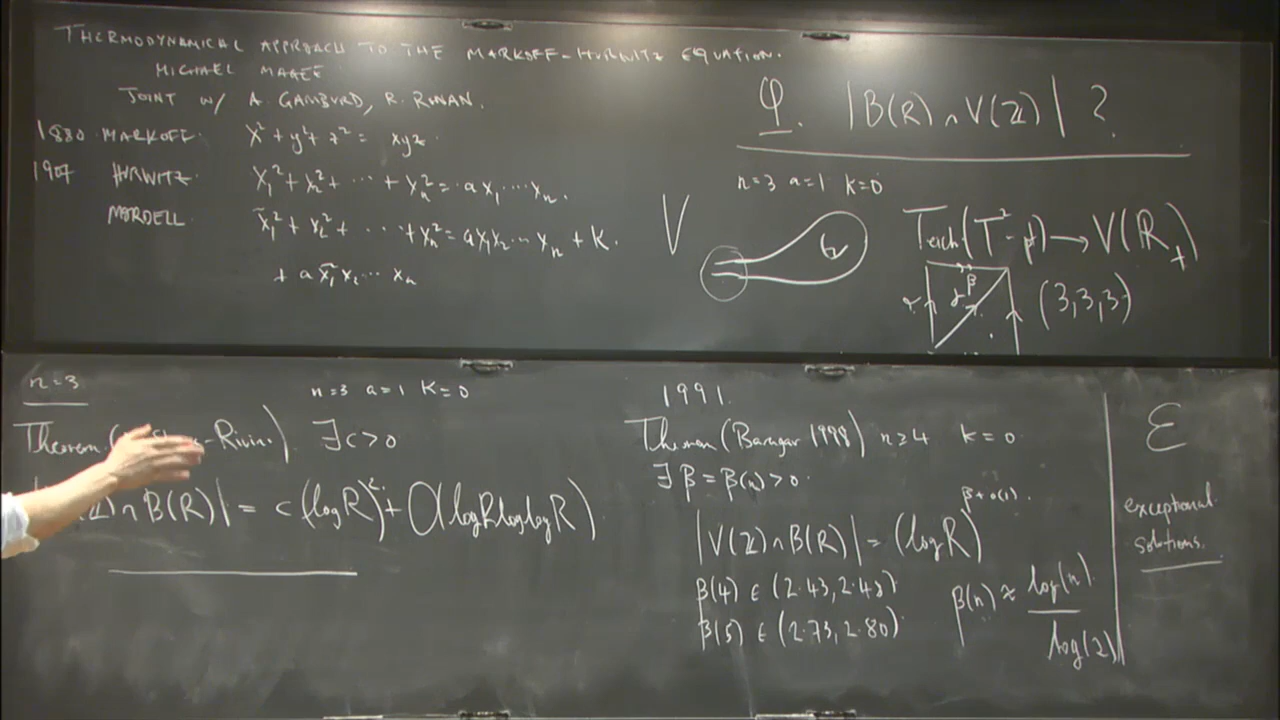 THERMODYNAMICAL APPROACH TO THE MARKOFF-HURWITZ EQUATION.
MICHAEL MAGEE
JOINT W/ A. GAMBURD, R. RONAN.
1880 MARKOFF. x² + y² + z² = xyz.
1907 HURWITZ. x₁² + x₂² + ··· + xₙ² = a x₁ ··· xₙ.
MORDELL x₁² + x₂² + ··· + xₙ² = a x₁x₂ ··· xₙ + k.
+ a x₁ x₂ ··· xₙ
V
φ. |B(R) ∩ V(Z)| ?
n=3 a=1 k=0
Teich(T² - pt) → V(R₊)
α β γ
(3,3,3)
n=3
n=3 a=1 K=0
Theorem (-Rivin.) ∃c>0
∩ B(R)| = c(log R)² + O(log R log log R)
1991.
Theorem (Baragar 1998) n≥4 k=0.
∃ β = β(n) > 0.
|V(Z) ∩ B(R)| = (log R)^{β+o(1)}.
β(4) ∈ (2.43, 2.48)
β(5) ∈ (2.73, 2.80)
β(n) ≈ log(n) / log(2)
ℰ
exceptional
solutions.